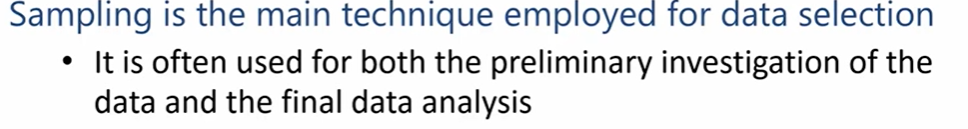 Sampling is the main technique employed for data selection
• It is often used for both the preliminary investigation of the
data and the final data analysis